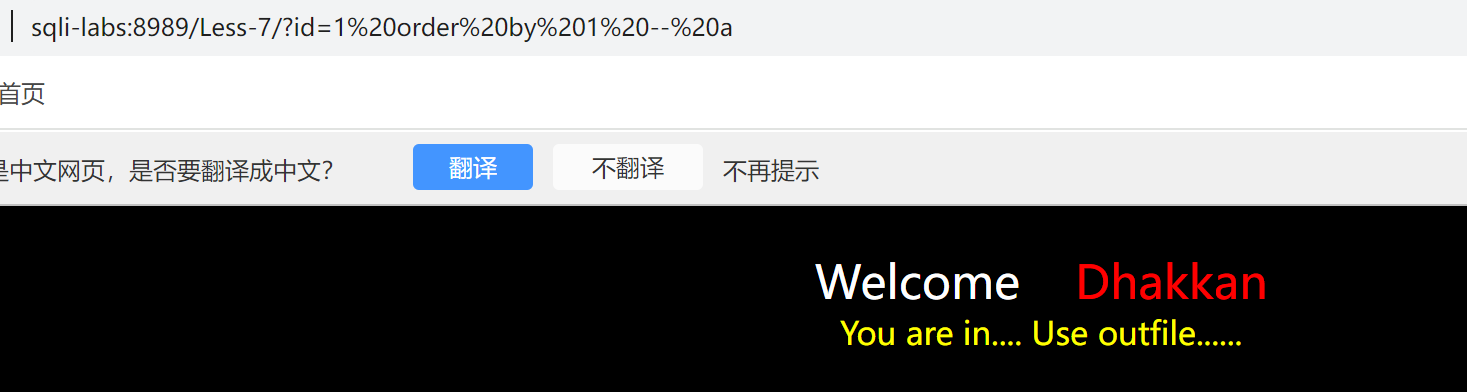 sqli-labs:8989/Less-7/?id=1%20order%20by%201%20--%20a
首页
是中文网页，是否要翻译成中文？ 翻译 不翻译 不再提示
Welcome Dhakkan
You are in.... Use outfile......